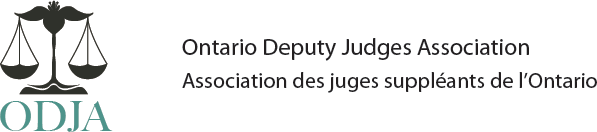 Ontario Deputy Judges Association
Association des juges suppléants de l’Ontario
ODJA